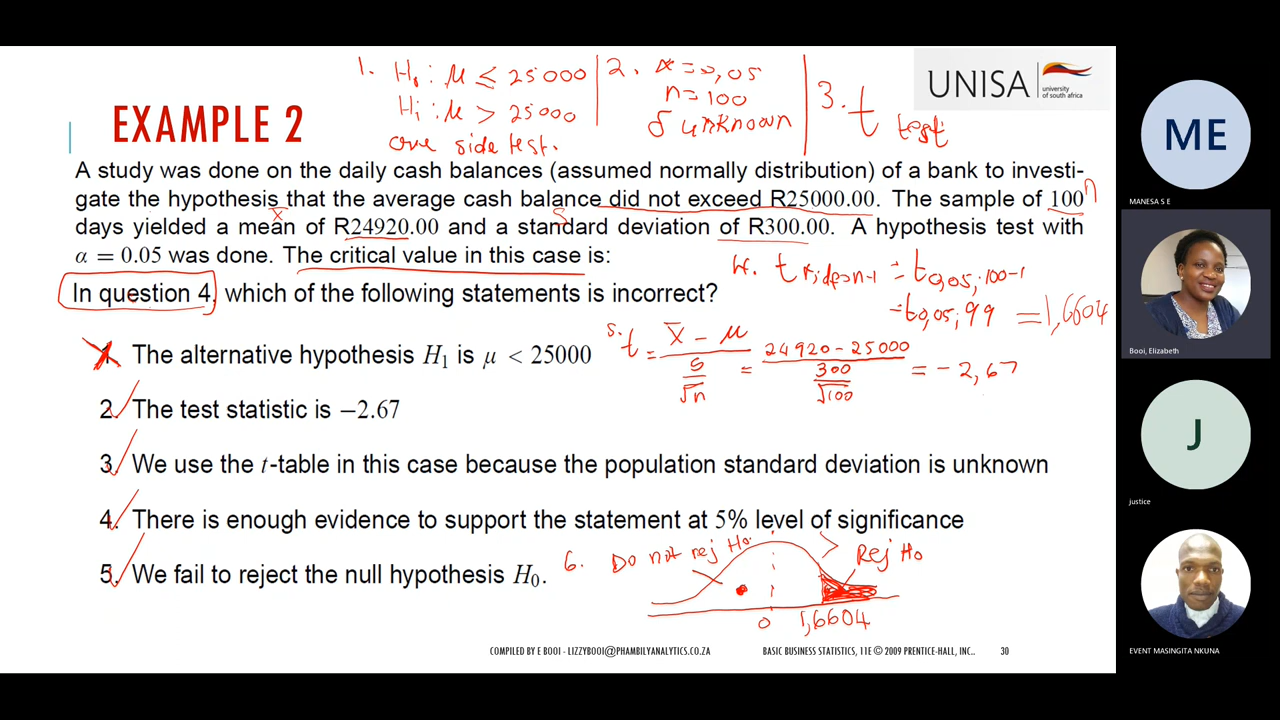 1. H₀ : μ ≤ 25000
H₁ : μ > 25000
one side test.
2. α = 0,05
n = 100
δ unknown
3. t test
UNISA
university
of south africa
EXAMPLE 2
A study was done on the daily cash balances (assumed normally distribution) of a bank to investi-
gate the hypothesis that the average cash balance did not exceed R25000.00. The sample of 100 n
x̄ s
days yielded a mean of R24920.00 and a standard deviation of R300.00. A hypothesis test with
α = 0.05 was done. The critical value in this case is:
In question 4, which of the following statements is incorrect?
4. t α; df=n-1 = t 0,05; 100-1
= t 0,05; 99 = 1,6604
5. t = (x̄ - μ) / (s/√n) = (24920 - 25000) / (300/√100) = -2,67
1. The alternative hypothesis H₁ is μ < 25000
2. The test statistic is −2.67
3. We use the t-table in this case because the population standard deviation is unknown
4. There is enough evidence to support the statement at 5% level of significance
5. We fail to reject the null hypothesis H₀.
6. Do not rej H₀.
> Rej H₀
0 1,6604
COMPILED BY E BOOI - LIZZYBOOI@PHAMBILYANALYTICS.CO.ZA
BASIC BUSINESS STATISTICS, 11E © 2009 PRENTICE-HALL, INC..
30
ME
MANESA S E
Booi, Elizabeth
J
justice
EVENT MASINGITA NKUNA